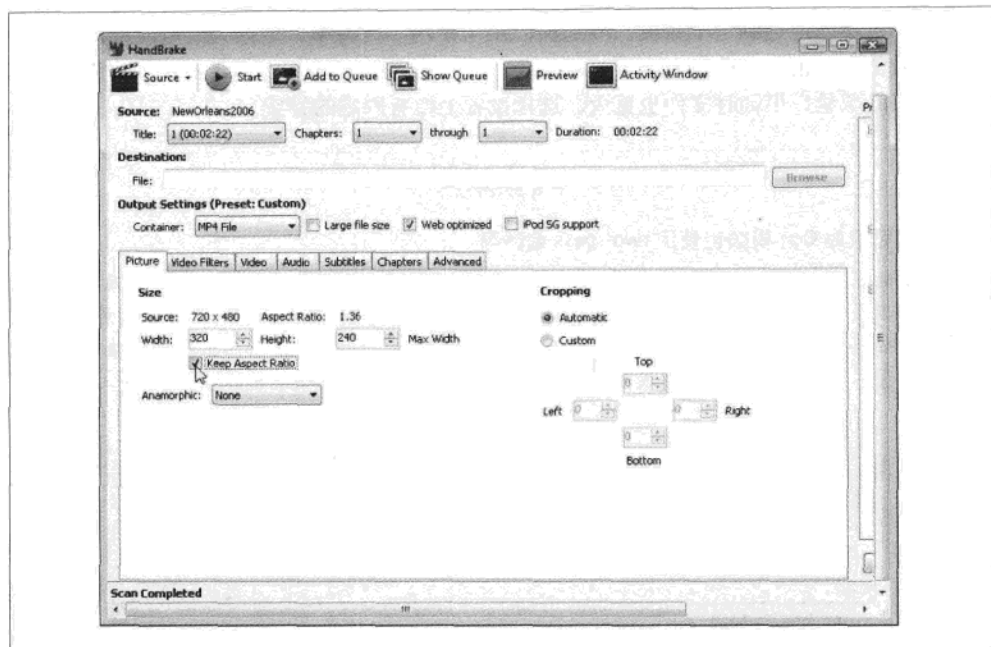 HandBrake
Source Start Add to Queue Show Queue Preview Activity Window
Source: NewOrleans2006
Title: 1 (00:02:22) Chapters: 1 through 1 Duration: 00:02:22
Destination:
File: Browse
Output Settings (Preset: Custom)
Container: MP4 File Large file size Web optimized iPod 5G support
Picture Video Filters Video Audio Subtitles Chapters Advanced
Size
Source: 720 x 480 Aspect Ratio: 1.36
Width: 320 Height: 240 Max Width
Keep Aspect Ratio
Anamorphic: None
Cropping
Automatic
Custom
Top
0
Left 0 0 Right
0
Bottom
Scan Completed